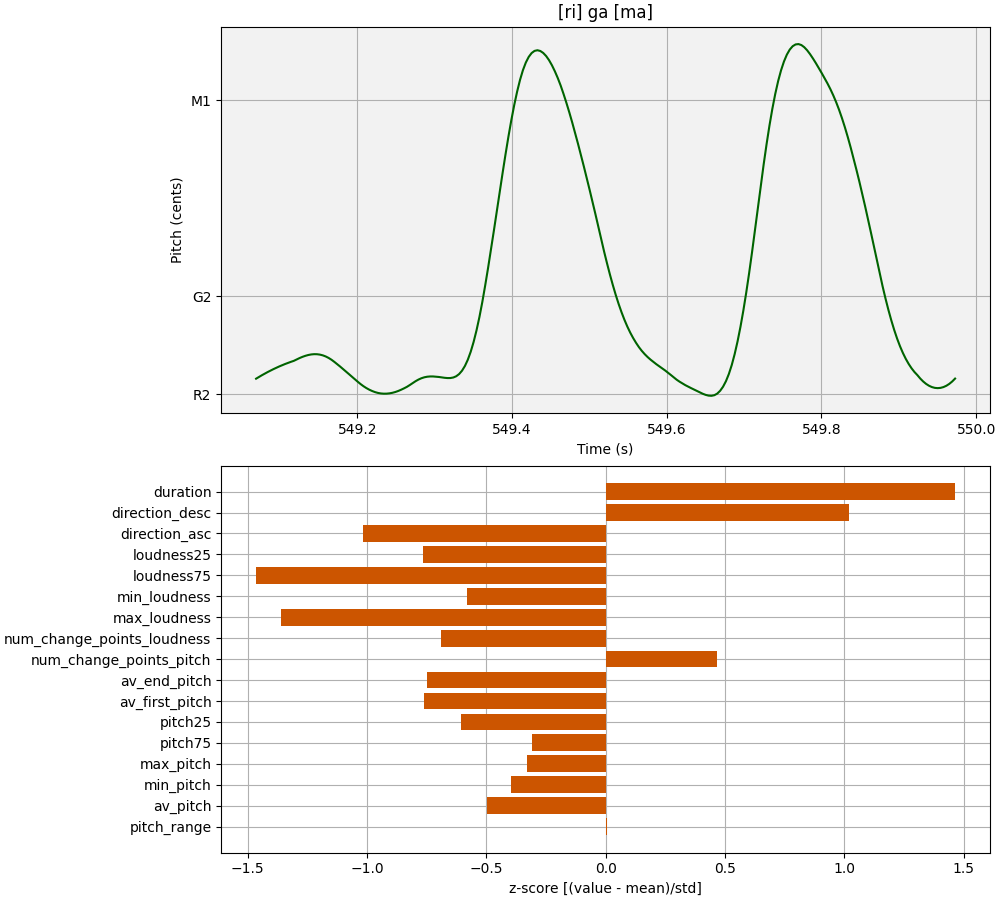 [ri] ga [ma]
M1
G2
R2
Pitch (cents)
549.2 549.4 549.6 549.8 550.0
Time (s)
duration
direction_desc
direction_asc
loudness25
loudness75
min_loudness
max_loudness
num_change_points_loudness
num_change_points_pitch
av_end_pitch
av_first_pitch
pitch25
pitch75
max_pitch
min_pitch
av_pitch
pitch_range
−1.5 −1.0 −0.5 0.0 0.5 1.0 1.5
z-score [(value - mean)/std]